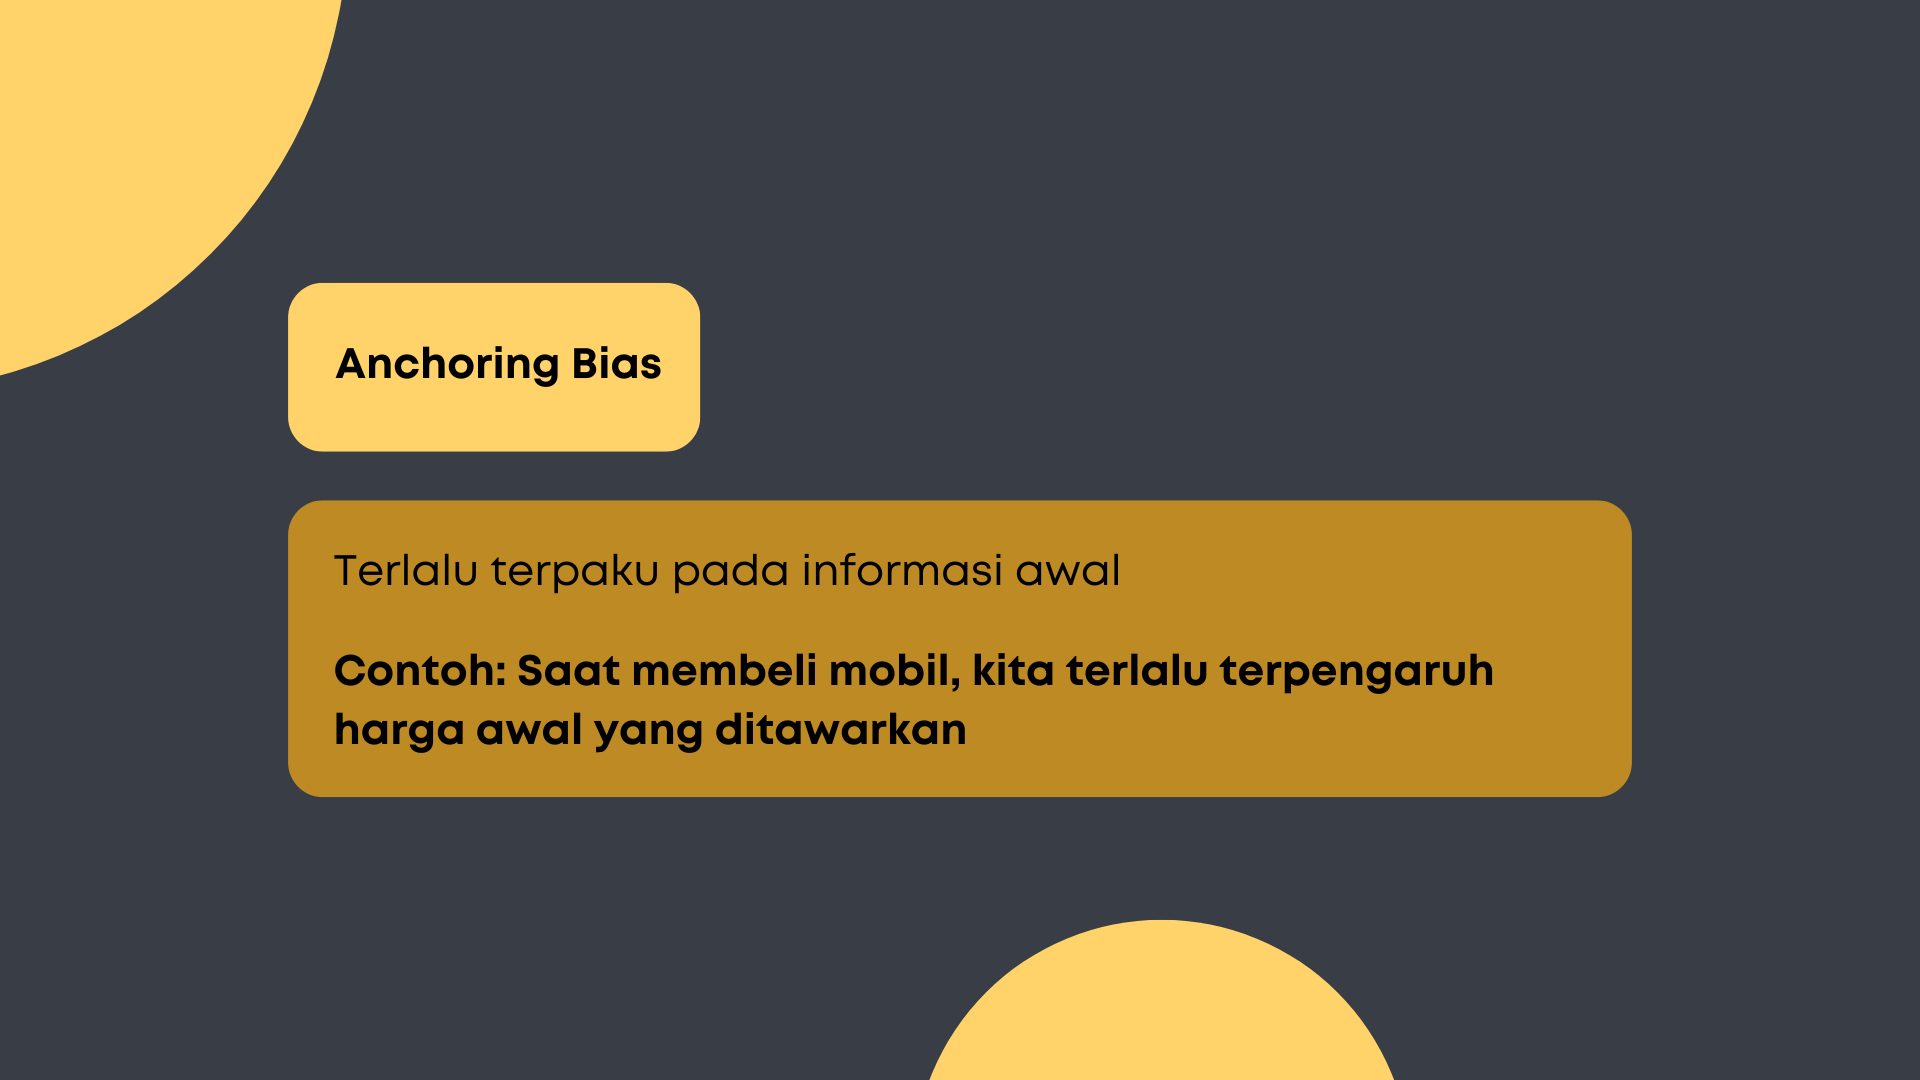 Anchoring Bias
Terlalu terpaku pada informasi awal
Contoh: Saat membeli mobil, kita terlalu terpengaruh
harga awal yang ditawarkan